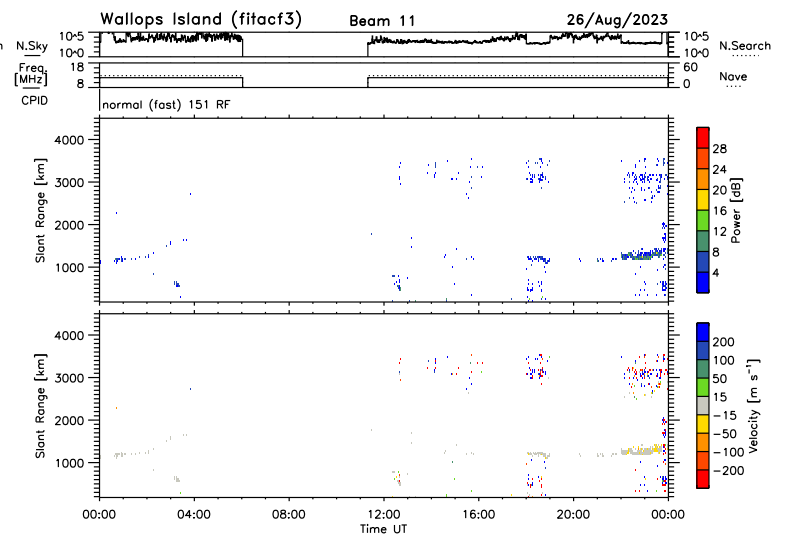 Wallops Island (fitacf3) Beam 11 26/Aug/2023
n N.Sky 10^5 10^5 N.Search
10^0 10^0
Freq. 18 60 Nave
[MHz] 8 0
CPID normal (fast) 151 RF
4000
3000
2000
1000
Slant Range [km]
28
24
20
16
12
8
4
Power [dB]
4000
3000
2000
1000
Slant Range [km]
200
100
50
15
-15
-50
-100
-200
Velocity [m s⁻¹]
00:00 04:00 08:00 12:00 16:00 20:00 00:00
Time UT